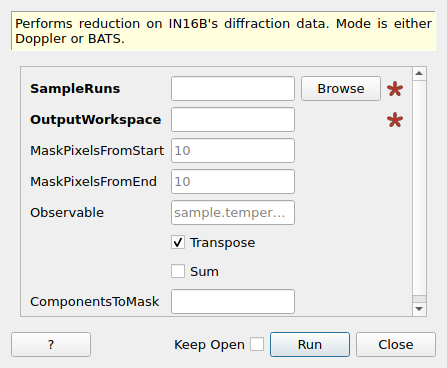 Performs reduction on IN16B's diffraction data. Mode is either
Doppler or BATS.
SampleRuns Browse *
OutputWorkspace *
MaskPixelsFromStart 10
MaskPixelsFromEnd 10
Observable sample.temper...
Transpose
Sum
ComponentsToMask
? Keep Open Run Close